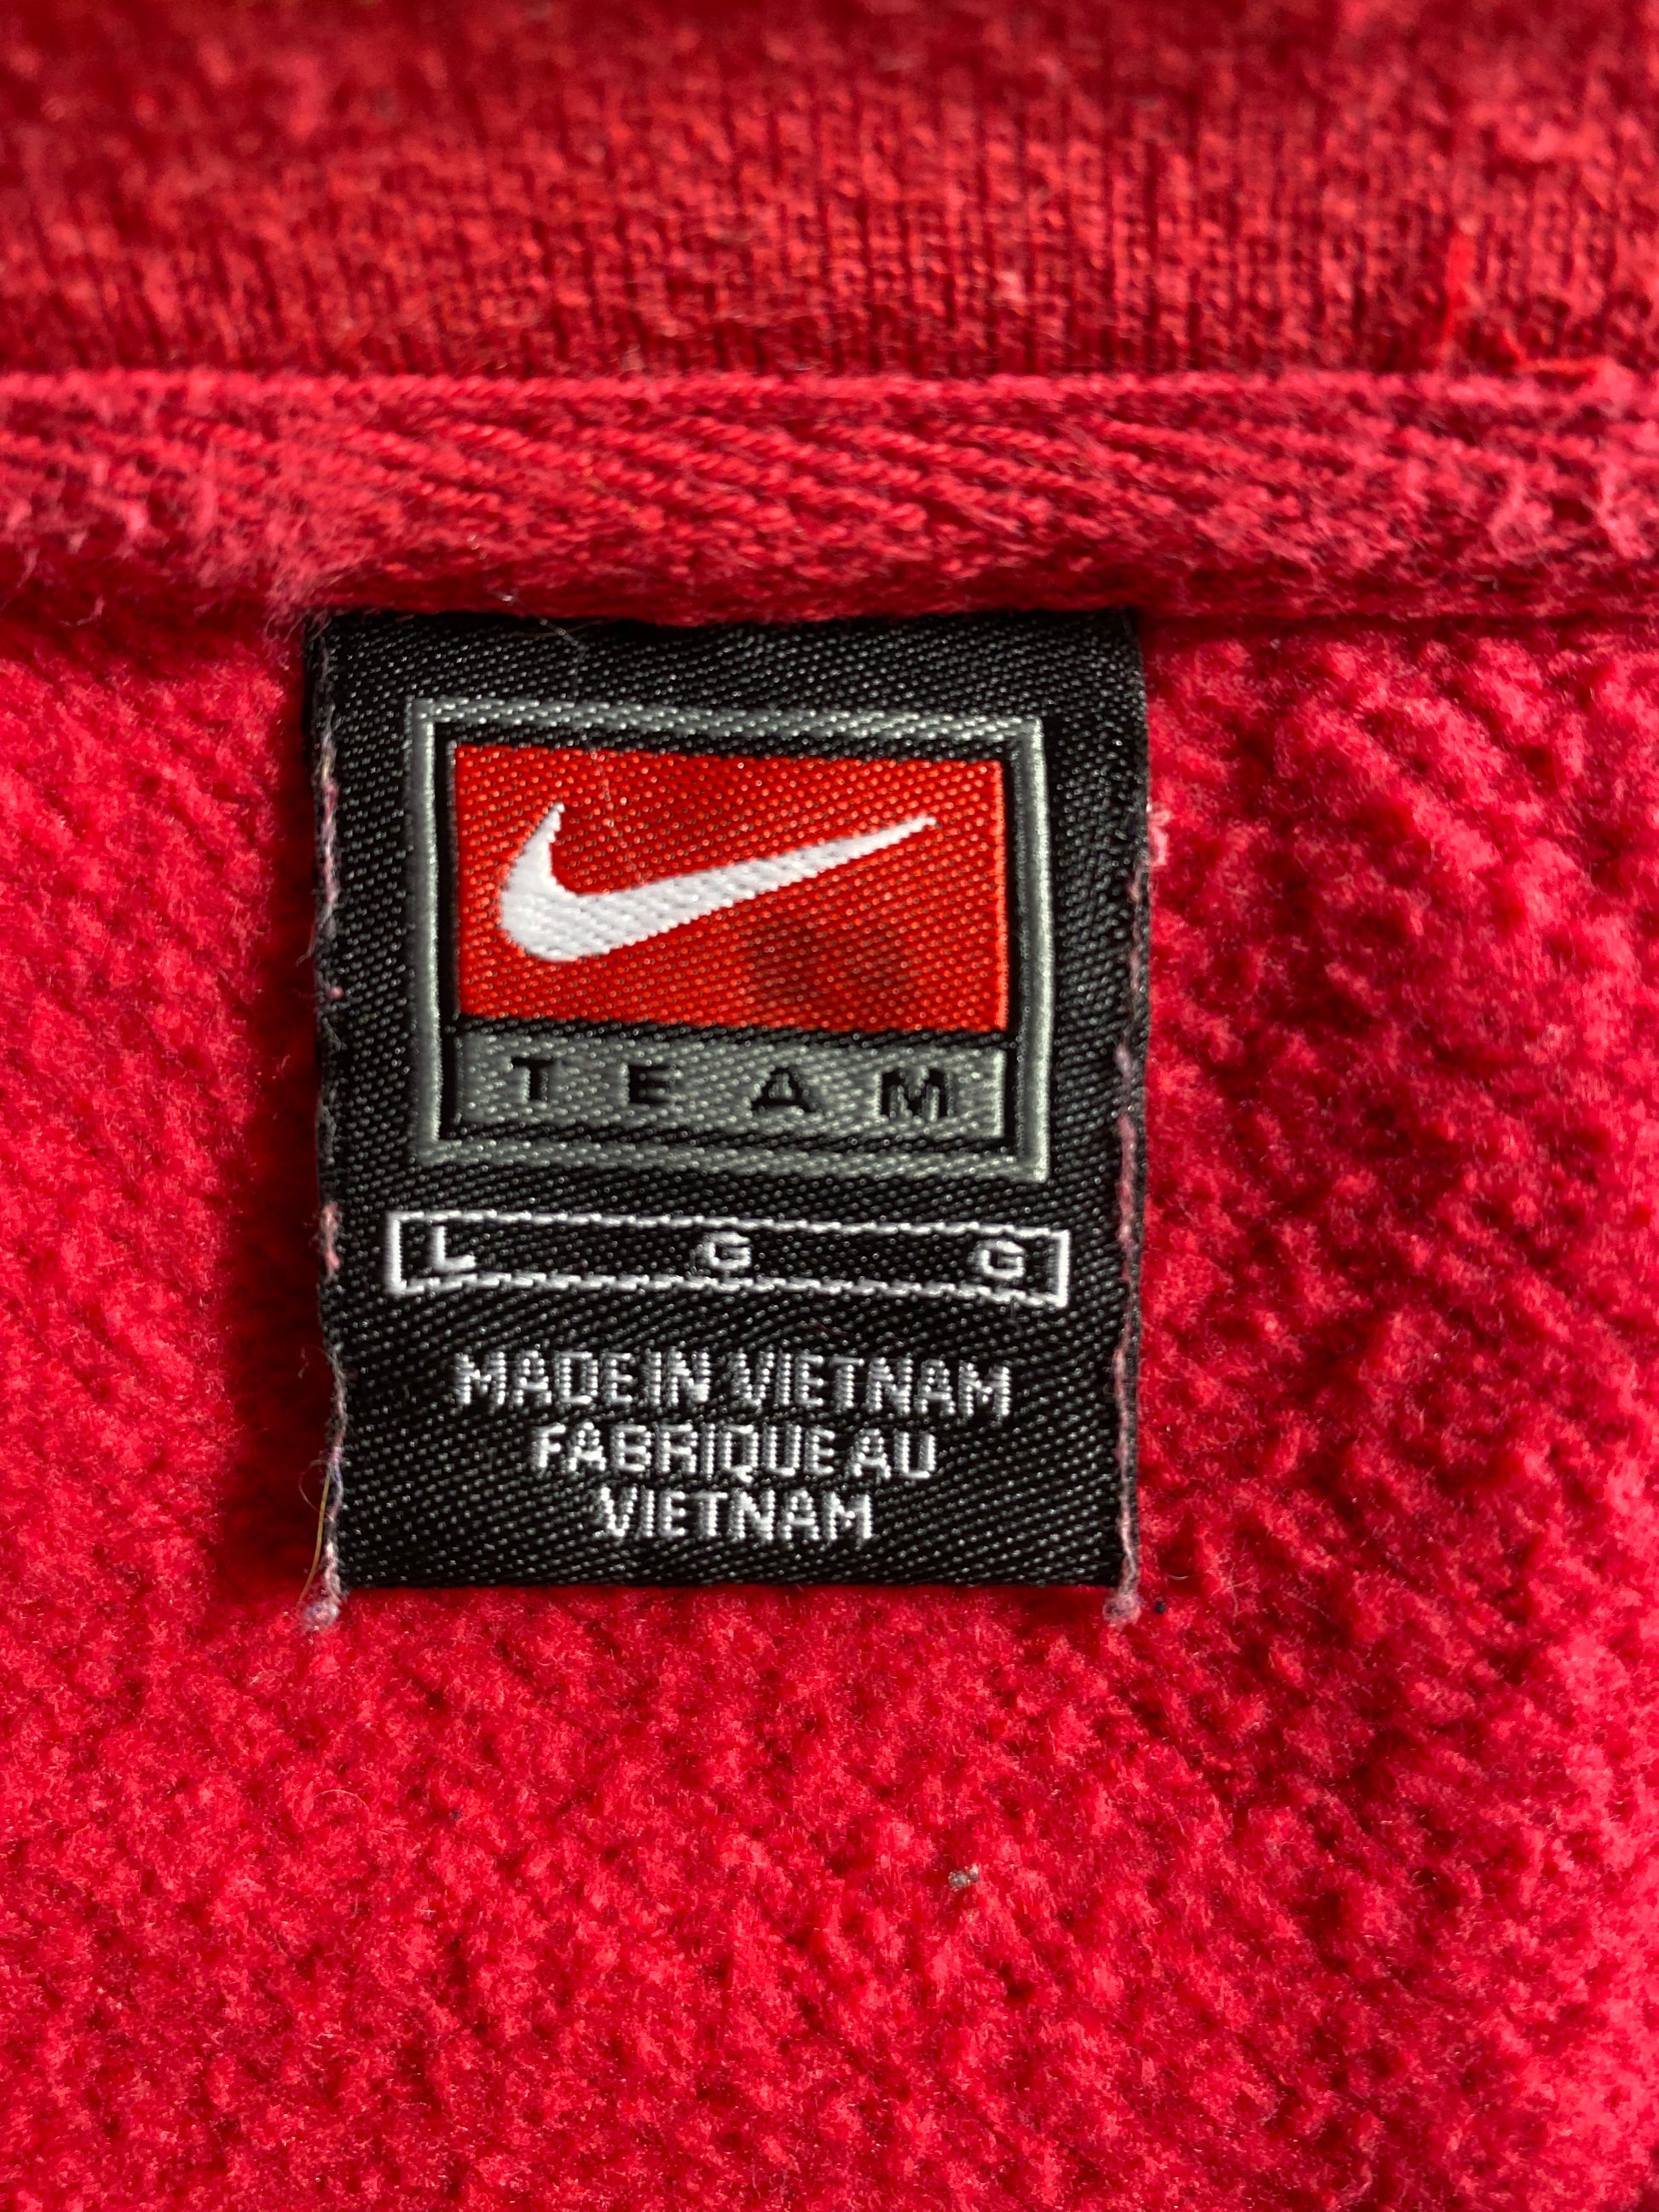 TEAM
L G G
MADE IN VIETNAM
FABRIQUE AU
VIETNAM